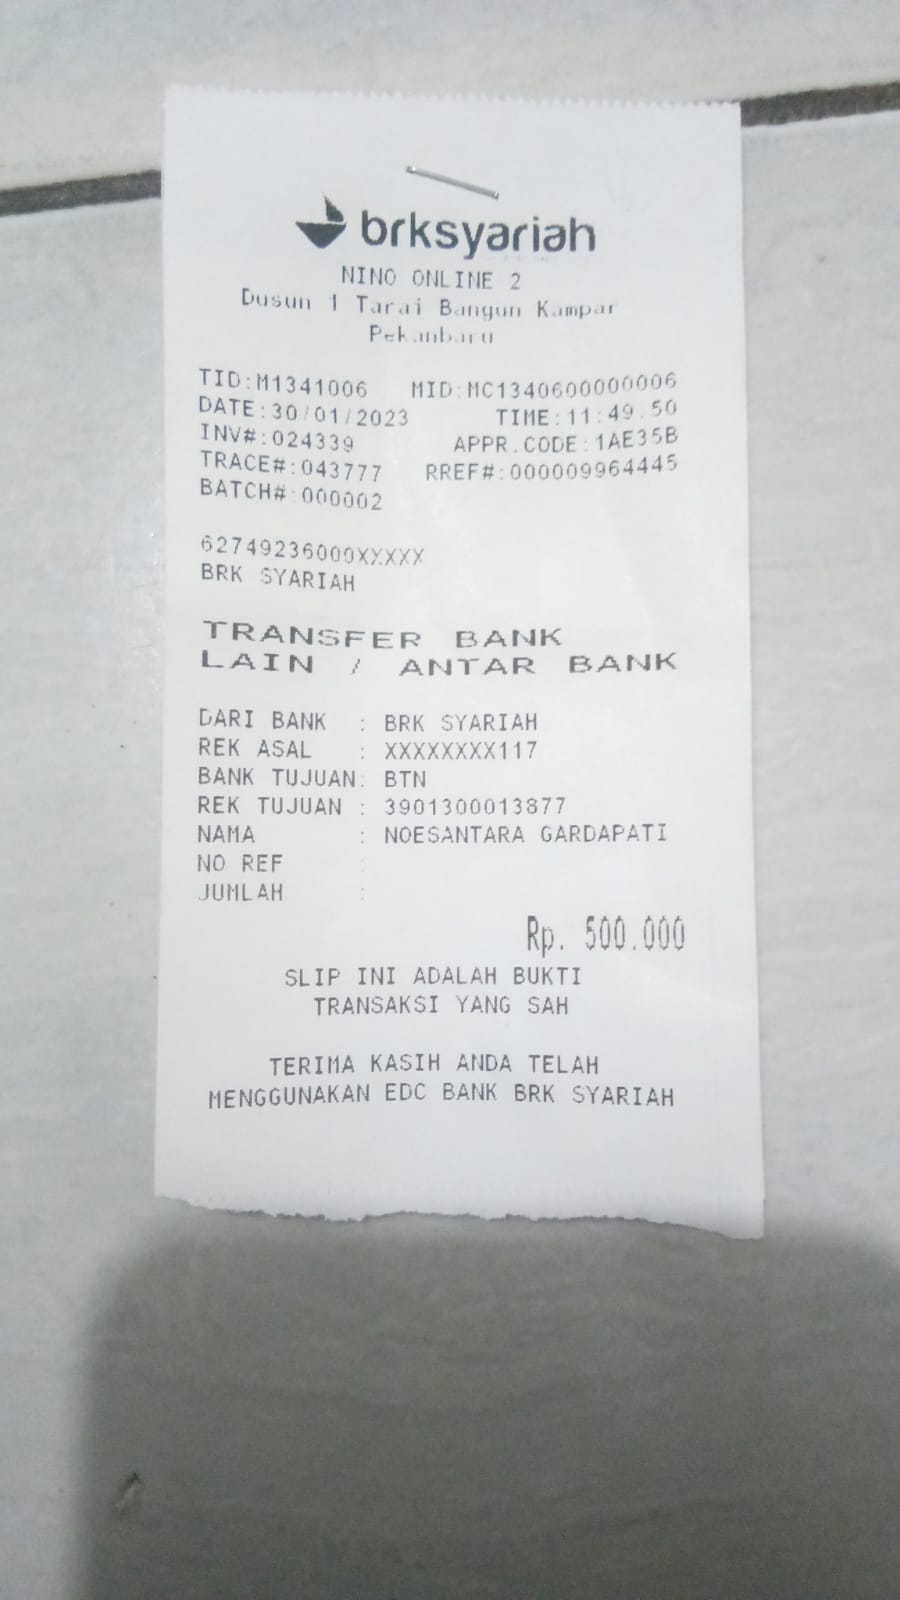 brksyariah
NINO ONLINE 2
Dusun 1 Tarai Bangun Kampar
Pekanbaru
TID:M1341006 MID:MC1340600000006
DATE:30/01/2023 TIME:11:49.50
INV#:024339 APPR.CODE:1AE35B
TRACE#:043777 RREF#:000009964445
BATCH#:000002
62749236000XXXXX
BRK SYARIAH
TRANSFER BANK
LAIN / ANTAR BANK
DARI BANK : BRK SYARIAH
REK ASAL : XXXXXXXX117
BANK TUJUAN: BTN
REK TUJUAN : 3901300013877
NAMA : NOESANTARA GARDAPATI
NO REF :
JUMLAH :
Rp. 500.000
SLIP INI ADALAH BUKTI
TRANSAKSI YANG SAH
TERIMA KASIH ANDA TELAH
MENGGUNAKAN EDC BANK BRK SYARIAH